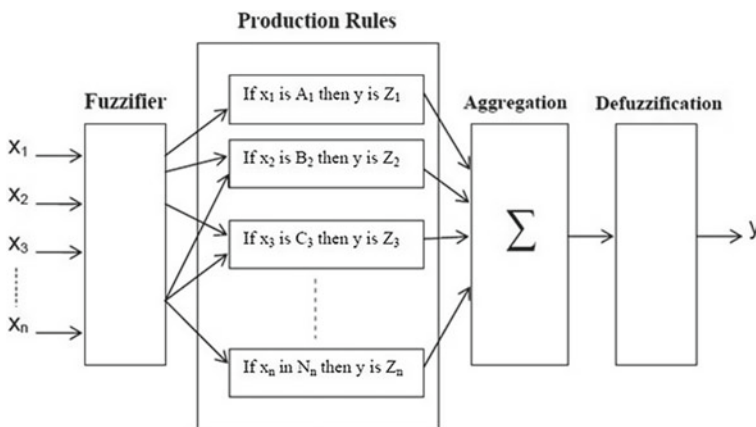 Production Rules
Fuzzifier
Aggregation
Defuzzification
If x₁ is A₁ then y is Z₁
If x₂ is B₂ then y is Z₂
If x₃ is C₃ then y is Z₃
If xₙ in Nₙ then y is Zₙ
X₁
X₂
X₃
Xₙ
Σ
y